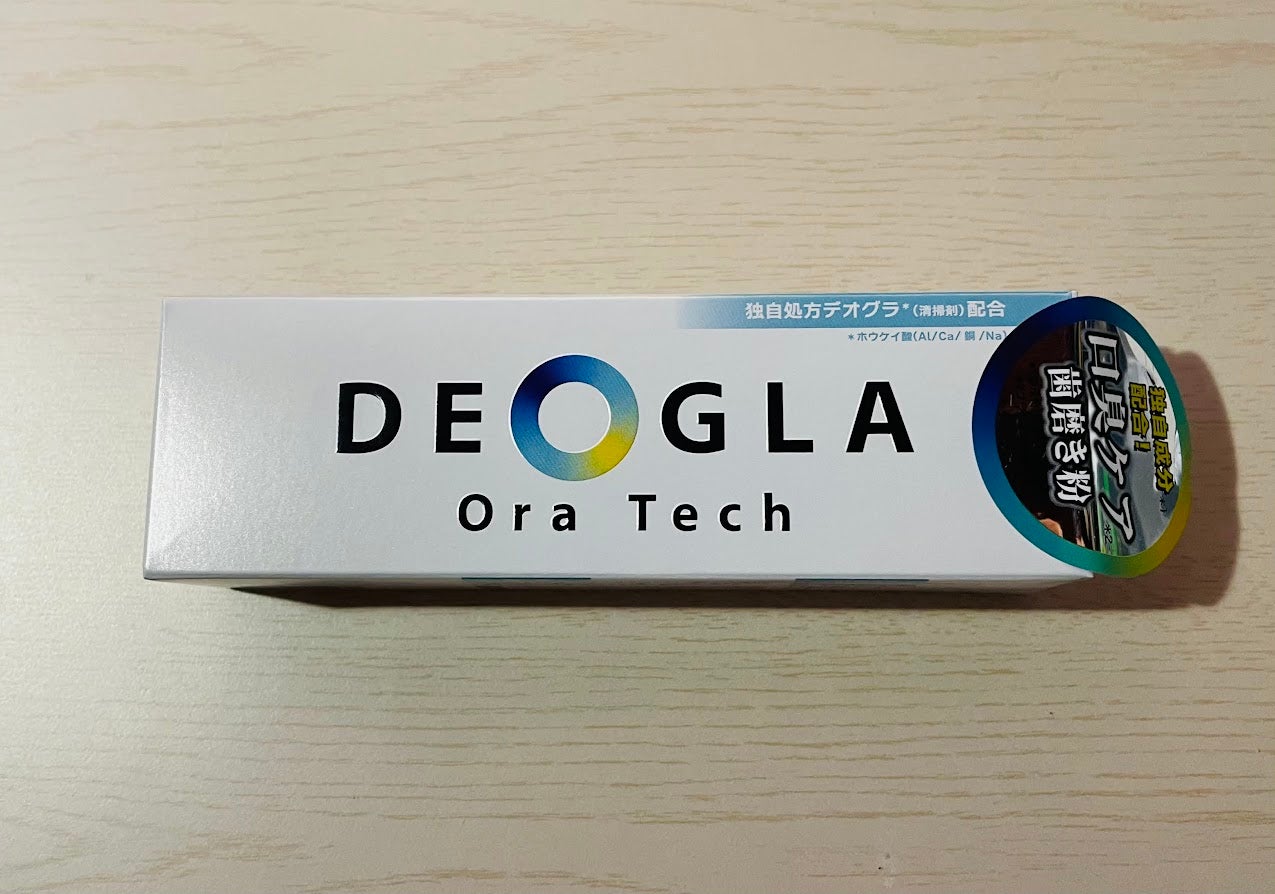 独自処方デオグラ*(清掃剤)配合
*ホウケイ酸(Al/Ca/銅/Na)
DEOGLA
Ora Tech
独自成分
配合!
口臭ケア
※2
歯磨き粉